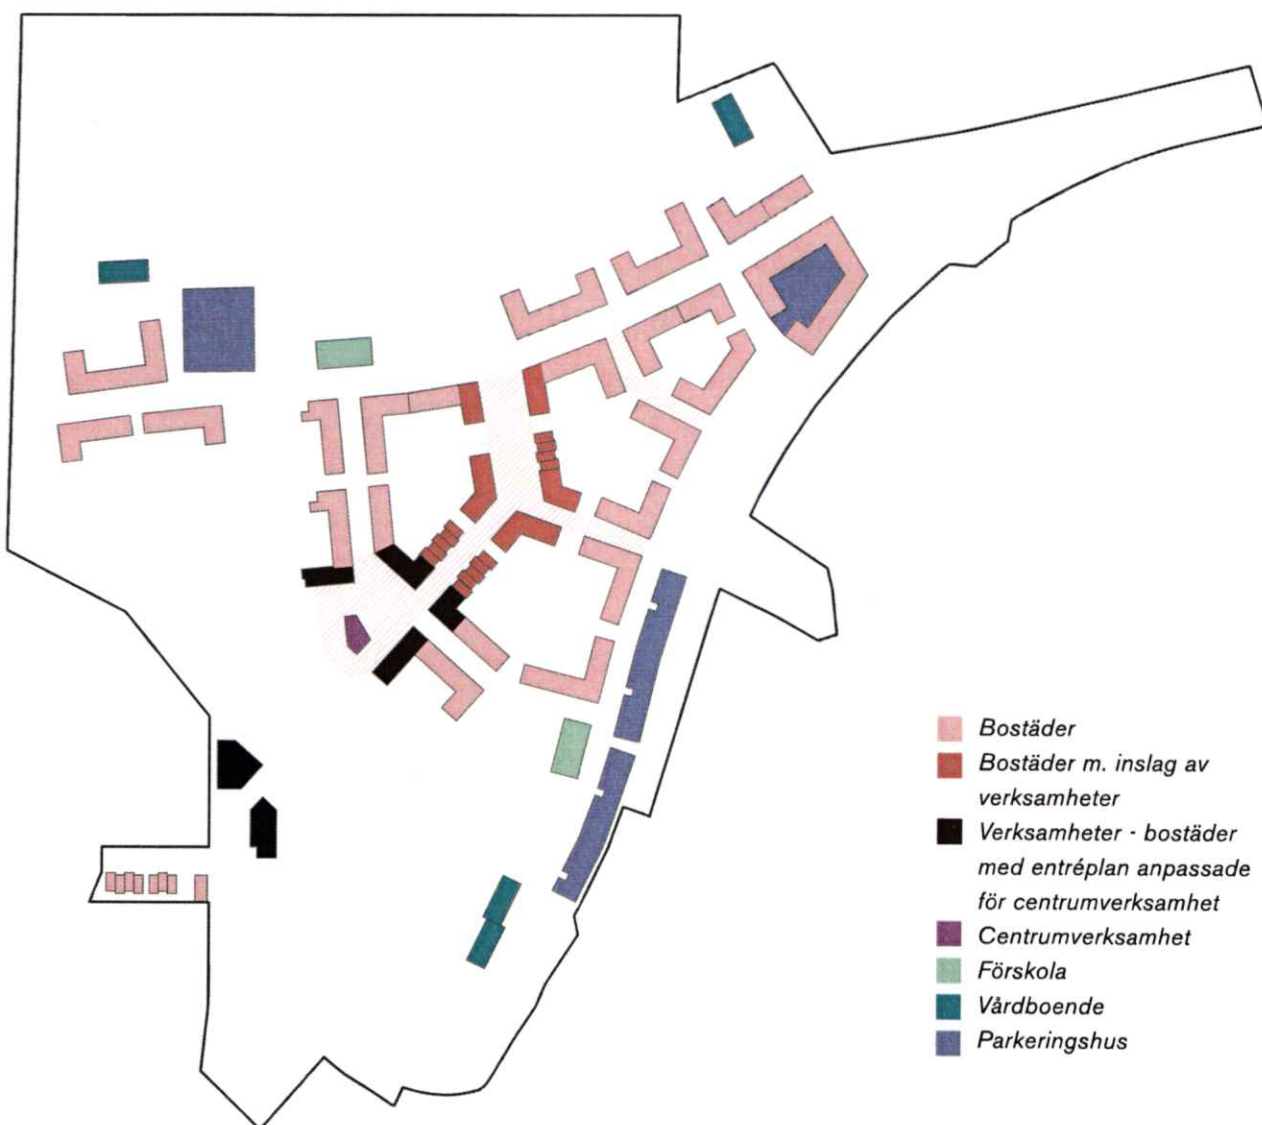 Bostäder
Bostäder m. inslag av
verksamheter
Verksamheter - bostäder
med entréplan anpassade
för centrumverksamhet
Centrumverksamhet
Förskola
Vårdboende
Parkeringshus